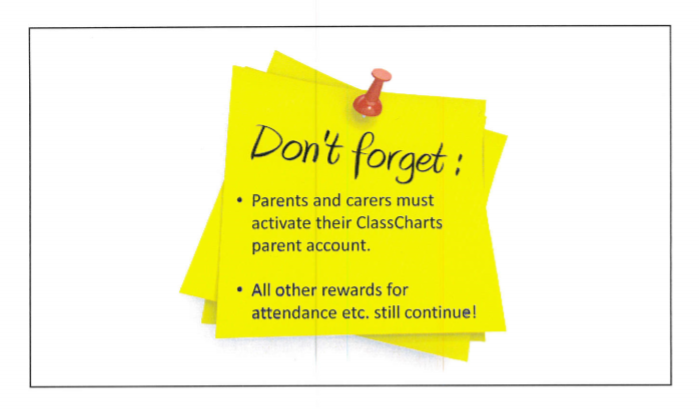 Don't forget :
• Parents and carers must
activate their ClassCharts
parent account.
• All other rewards for
attendance etc. still continue!